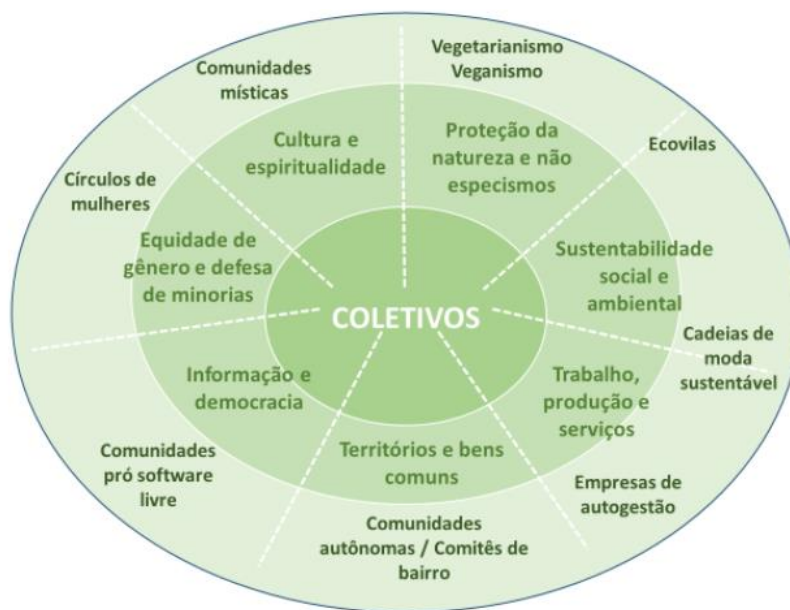 Vegetarianismo
Veganismo
Comunidades
místicas
Cultura e
espiritualidade
Proteção da
natureza e não
especismos
Ecovilas
Círculos de
mulheres
Equidade de
gênero e defesa
de minorias
Sustentabilidade
social e
ambiental
COLETIVOS
Cadeias de
moda
sustentável
Informação e
democracia
Trabalho,
produção e
serviços
Territórios e bens
comuns
Comunidades
pró software
livre
Empresas de
autogestão
Comunidades
autônomas / Comitês de
bairro